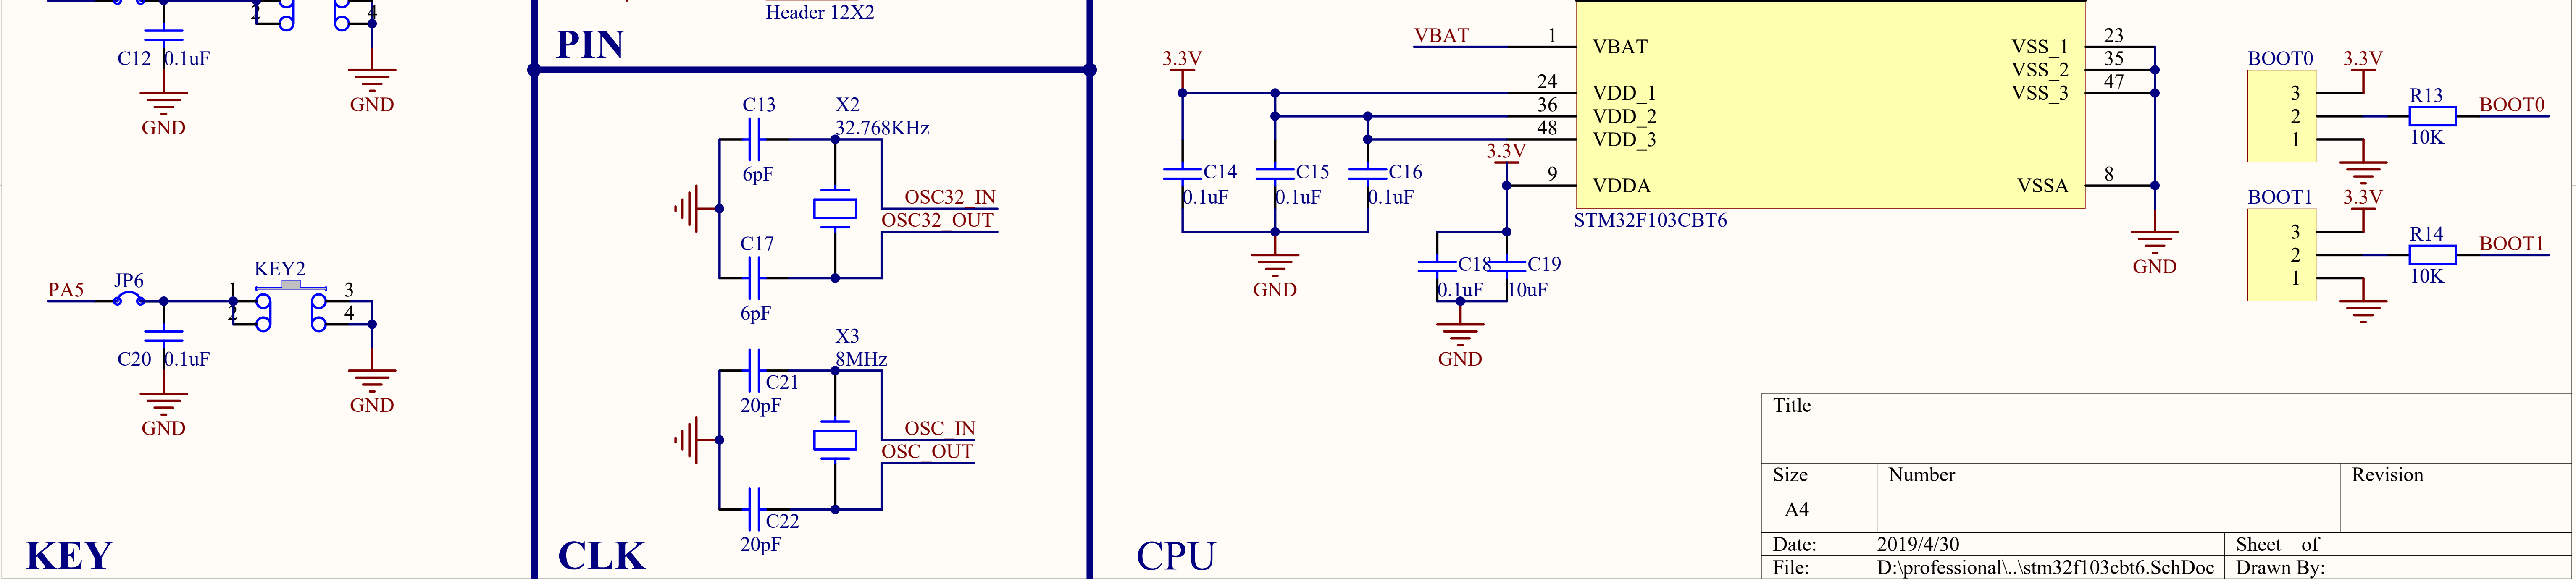 2
4
C12 0.1uF
GND
GND
PA5
JP6
KEY2
1
2
3
4
C20 0.1uF
GND
GND
KEY
Header 12X2
PIN
C13
6pF
X2
32.768KHz
OSC32_IN
OSC32_OUT
C17
6pF
X3
8MHz
C21
20pF
OSC_IN
OSC_OUT
C22
20pF
CLK
VBAT
1
VBAT
3.3V
24
VDD_1
36
VDD_2
48
VDD_3
3.3V
9
VDDA
C14
0.1uF
C15
0.1uF
C16
0.1uF
GND
C18
0.1uF
C19
10uF
GND
VSS_1
23
VSS_2
35
VSS_3
47
VSSA
8
STM32F103CBT6
GND
BOOT0
3.3V
3
2
1
R13
10K
BOOT0
BOOT1
3.3V
3
2
1
R14
10K
BOOT1
CPU
Title
Size
Number
Revision
A4
Date: 2019/4/30
Sheet of
File: D:\professional\..\stm32f103cbt6.SchDoc
Drawn By: